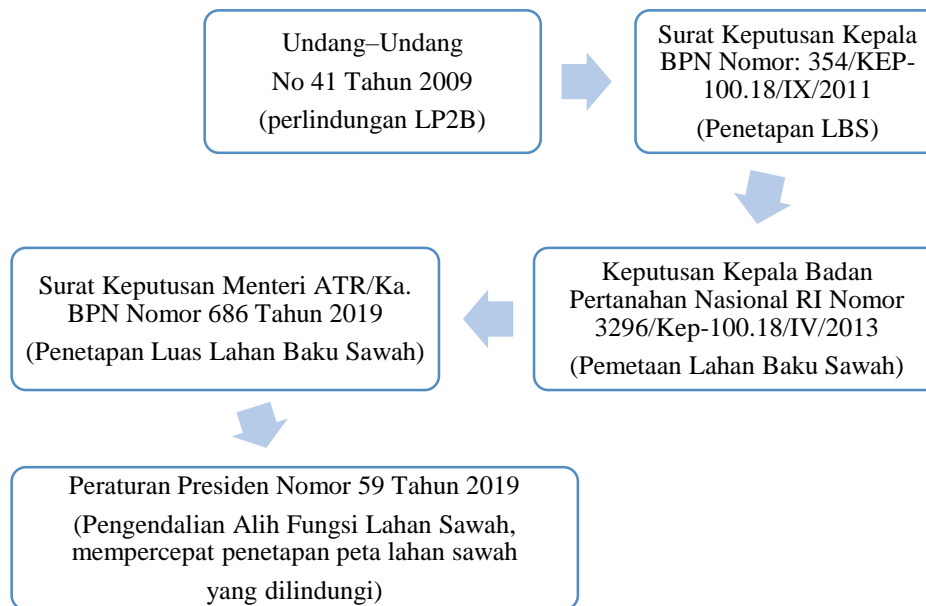 Undang–Undang
No 41 Tahun 2009
(perlindungan LP2B)
Surat Keputusan Kepala
BPN Nomor: 354/KEP-
100.18/IX/2011
(Penetapan LBS)
Keputusan Kepala Badan
Pertanahan Nasional RI Nomor
3296/Kep-100.18/IV/2013
(Pemetaan Lahan Baku Sawah)
Surat Keputusan Menteri ATR/Ka.
BPN Nomor 686 Tahun 2019
(Penetapan Luas Lahan Baku Sawah)
Peraturan Presiden Nomor 59 Tahun 2019
(Pengendalian Alih Fungsi Lahan Sawah,
mempercepat penetapan peta lahan sawah
yang dilindungi)